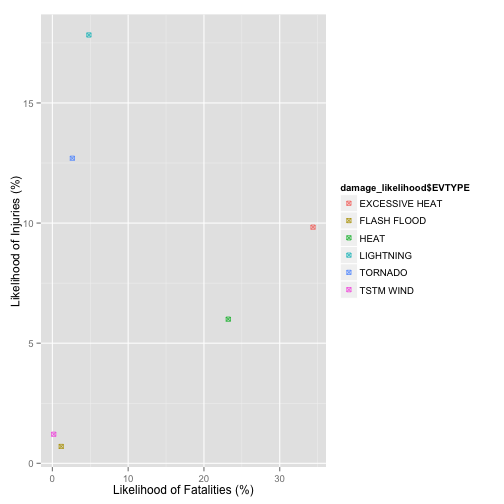 15
10
5
0
0
10
20
30
Likelihood of Injuries (%)
Likelihood of Fatalities (%)
damage_likelihood$EVTYPE
EXCESSIVE HEAT
FLASH FLOOD
HEAT
LIGHTNING
TORNADO
TSTM WIND